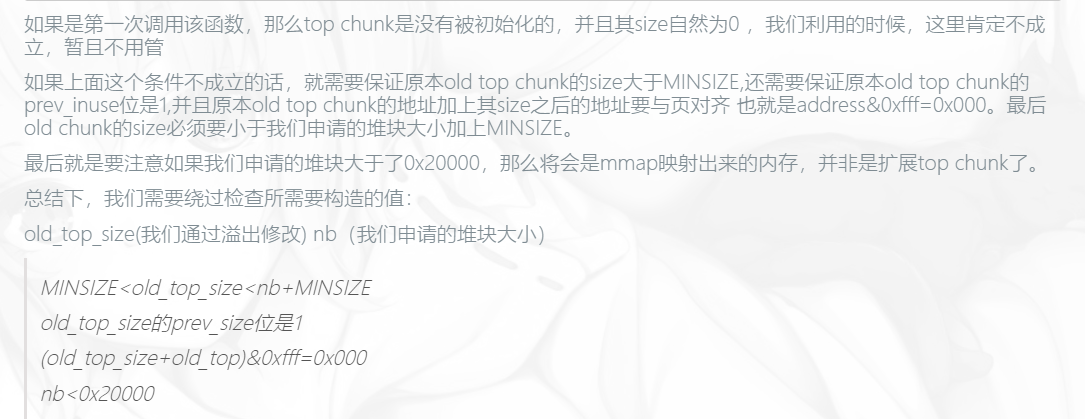 如果是第一次调用该函数，那么top chunk是没有被初始化的，并且其size自然为0 ，我们利用的时候，这里肯定不成
立，暂且不用管
如果上面这个条件不成立的话，就需要保证原本old top chunk的size大于MINSIZE,还需要保证原本old top chunk的
prev_inuse位是1,并且原本old top chunk的地址加上其size之后的地址要与页对齐 也就是address&0xfff=0x000。最后
old chunk的size必须要小于我们申请的堆块大小加上MINSIZE。
最后就是要注意如果我们申请的堆块大于了0x20000，那么将会是mmap映射出来的内存，并非是扩展top chunk了。
总结下，我们需要绕过检查所需要构造的值：
old_top_size(我们通过溢出修改) nb（我们申请的堆块大小）
MINSIZE<old_top_size<nb+MINSIZE
old_top_size的prev_size位是1
(old_top_size+old_top)&0xfff=0x000
nb<0x20000